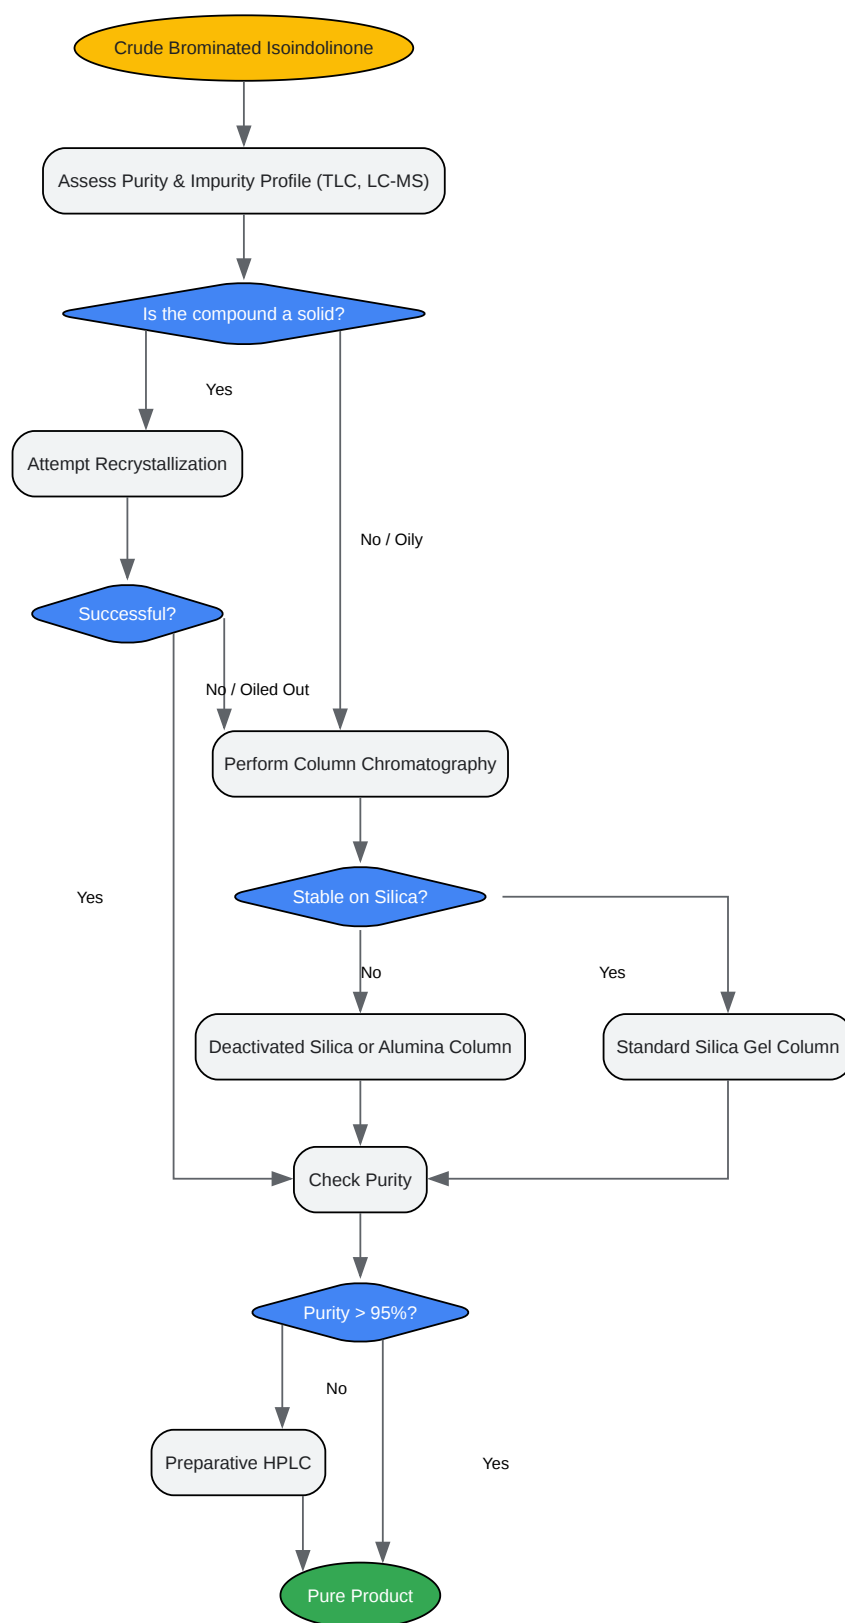 Crude Brominated Isoindolinone
Assess Purity & Impurity Profile (TLC, LC-MS)
Is the compound a solid?
Yes
Attempt Recrystallization
No / Oily
Successful?
No / Oiled Out
Perform Column Chromatography
Yes
Stable on Silica?
No
Yes
Deactivated Silica or Alumina Column
Standard Silica Gel Column
Check Purity
Purity > 95%?
No
Preparative HPLC
Yes
Pure Product